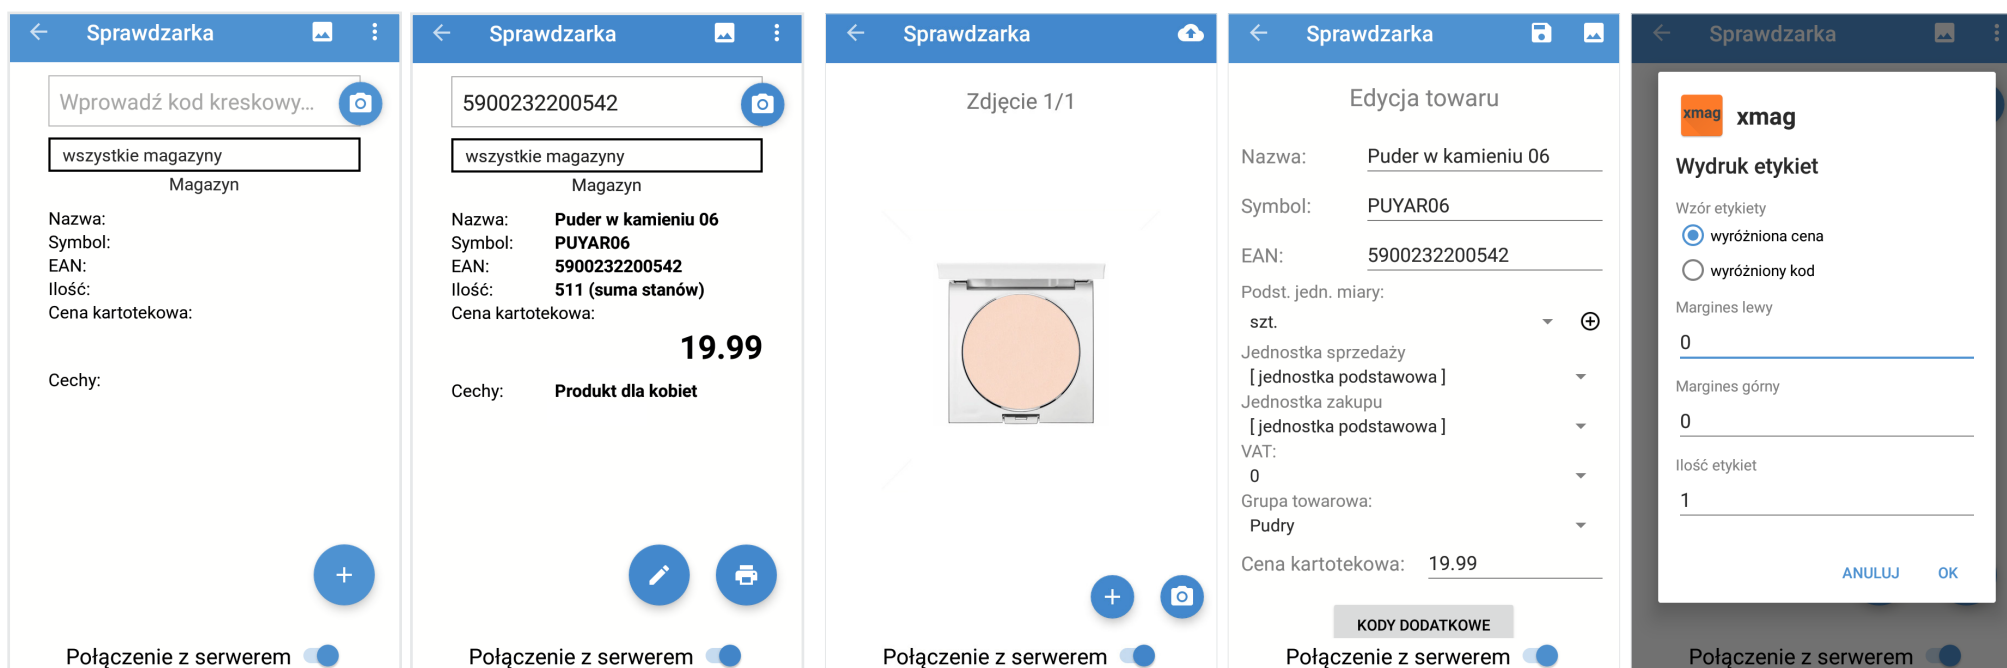 Sprawdzarka
Wprowadź kod kreskowy...
wszystkie magazyny
Magazyn
Nazwa:
Symbol:
EAN:
Ilość:
Cena kartotekowa:
Cechy:
Połączenie z serwerem
Sprawdzarka
5900232200542
wszystkie magazyny
Magazyn
Nazwa: Puder w kamieniu 06
Symbol: PUYAR06
EAN: 5900232200542
Ilość: 511 (suma stanów)
Cena kartotekowa:
19.99
Cechy: Produkt dla kobiet
Połączenie z serwerem
Sprawdzarka
Zdjęcie 1/1
Połączenie z serwerem
Sprawdzarka
Edycja towaru
Nazwa: Puder w kamieniu 06
Symbol: PUYAR06
EAN: 5900232200542
Podst. jedn. miary:
szt.
Jednostka sprzedaży
[ jednostka podstawowa ]
Jednostka zakupu
[ jednostka podstawowa ]
VAT:
0
Grupa towarowa:
Pudry
Cena kartotekowa: 19.99
KODY DODATKOWE
Połączenie z serwerem
Sprawdzarka
xmag xmag
Wydruk etykiet
Wzór etykiety
wyróżniona cena
wyróżniony kod
Margines lewy
0
Margines górny
0
Ilość etykiet
1
ANULUJ OK
Połączenie z serwerem